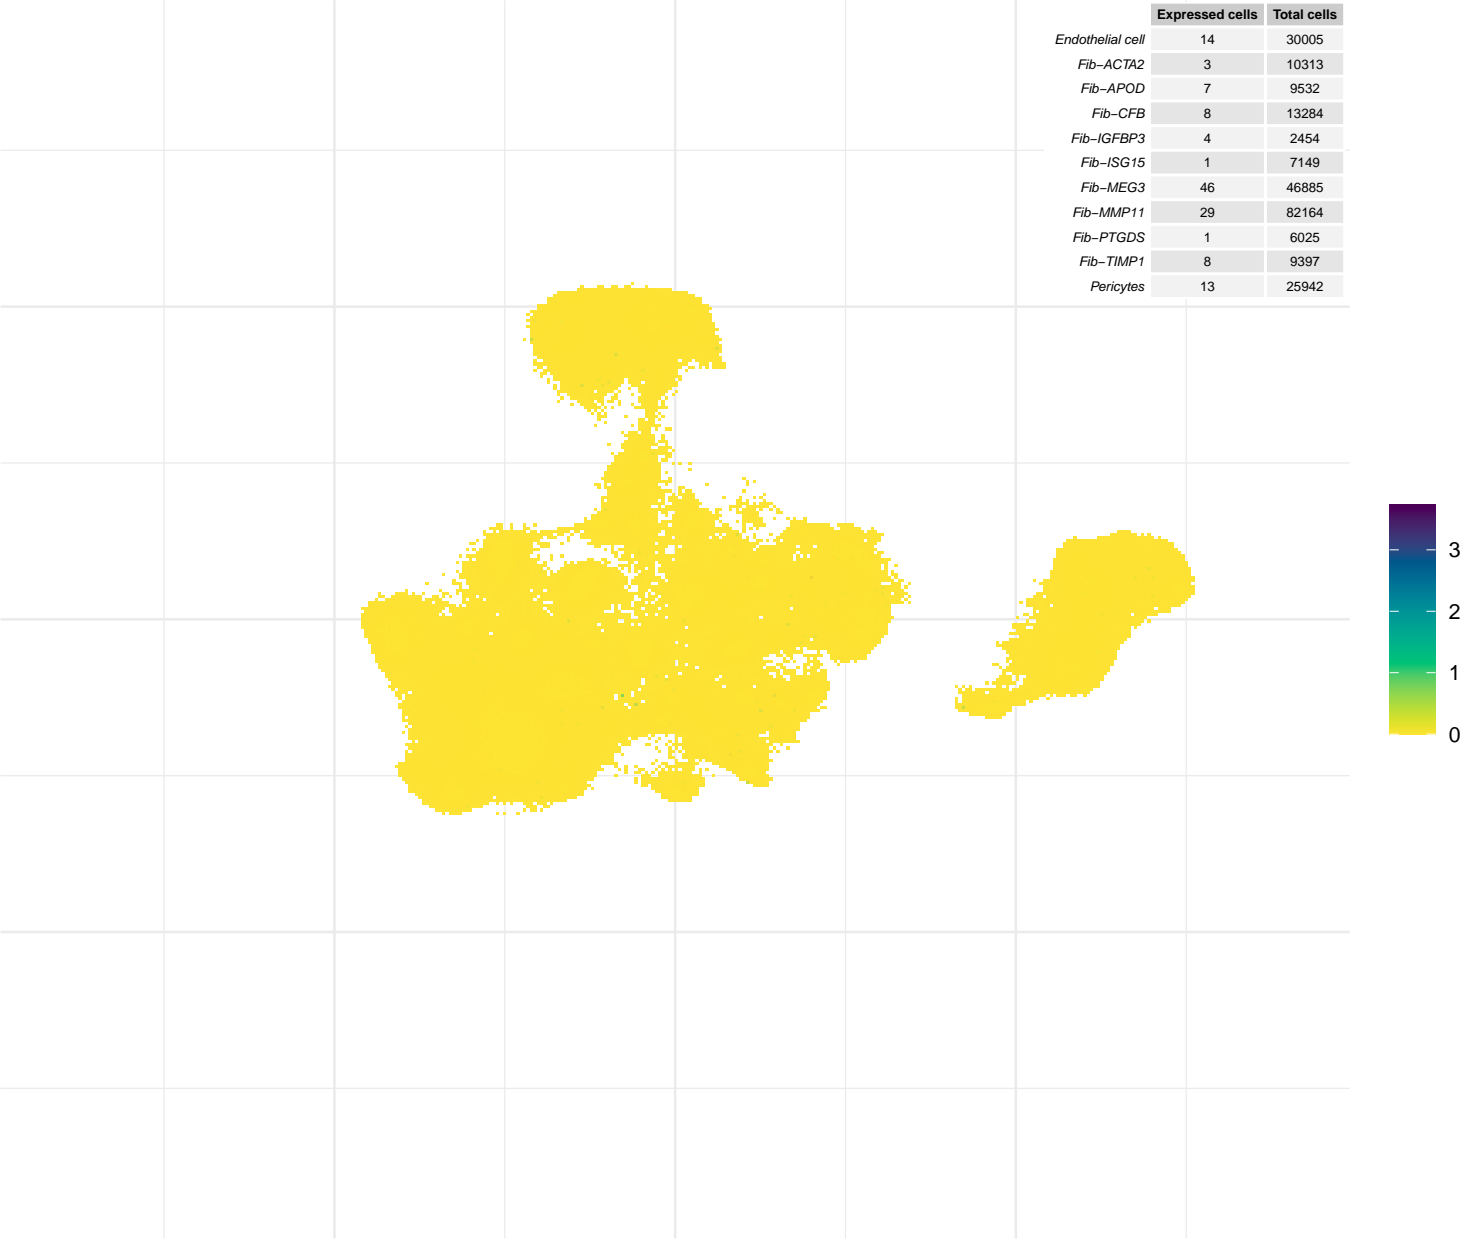 Expressed cells Total cells
Endothelial cell 14 30005
Fib−ACTA2 3 10313
Fib−APOD 7 9532
Fib−CFB 8 13284
Fib−IGFBP3 4 2454
Fib−ISG15 1 7149
Fib−MEG3 46 46885
Fib−MMP11 29 82164
Fib−PTGDS 1 6025
Fib−TIMP1 8 9397
Pericytes 13 25942
3
2
1
0